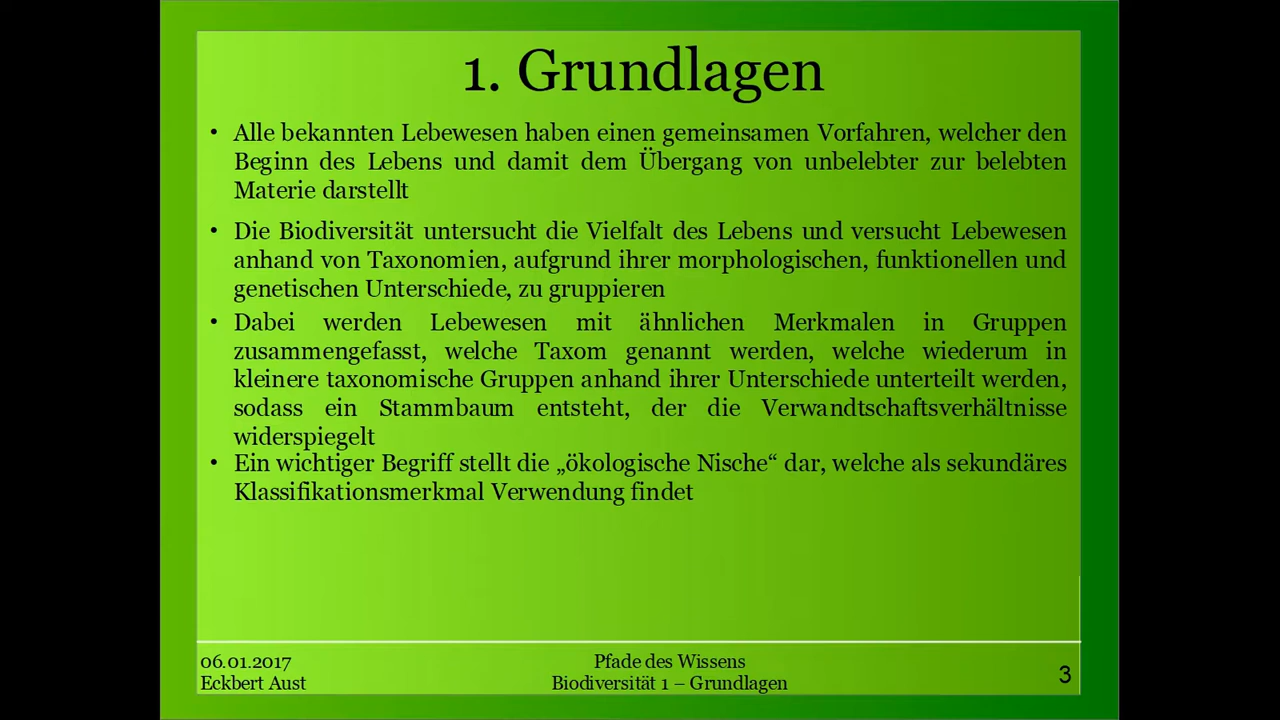 1. Grundlagen
• Alle bekannten Lebewesen haben einen gemeinsamen Vorfahren, welcher den
Beginn des Lebens und damit dem Übergang von unbelebter zur belebten
Materie darstellt
• Die Biodiversität untersucht die Vielfalt des Lebens und versucht Lebewesen
anhand von Taxonomien, aufgrund ihrer morphologischen, funktionellen und
genetischen Unterschiede, zu gruppieren
• Dabei werden Lebewesen mit ähnlichen Merkmalen in Gruppen
zusammengefasst, welche Taxom genannt werden, welche wiederum in
kleinere taxonomische Gruppen anhand ihrer Unterschiede unterteilt werden,
sodass ein Stammbaum entsteht, der die Verwandtschaftsverhältnisse
widerspiegelt
• Ein wichtiger Begriff stellt die „ökologische Nische“ dar, welche als sekundäres
Klassifikationsmerkmal Verwendung findet
06.01.2017
Eckbert Aust
Pfade des Wissens
Biodiversität 1 – Grundlagen
3